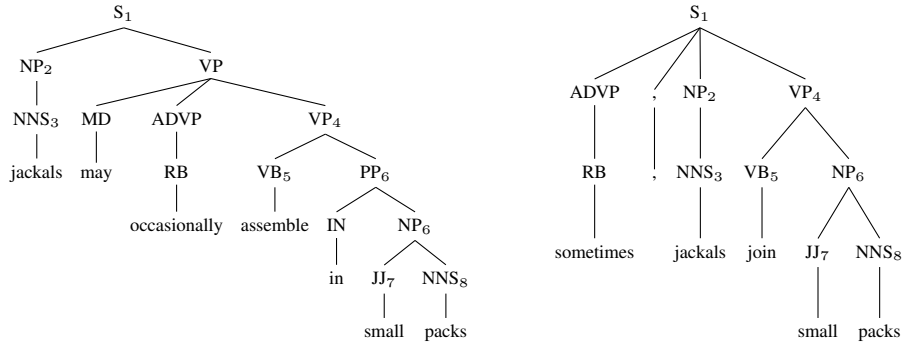 S₁ S₁
NP₂ VP
ADVP , NP₂ VP₄
NNS₃ MD ADVP VP₄
jackals may RB VB₅ PP₆ RB , NNS₃ VB₅ NP₆
occasionally assemble IN NP₆
sometimes jackals join JJ₇ NNS₈
in JJ₇ NNS₈
small packs small packs